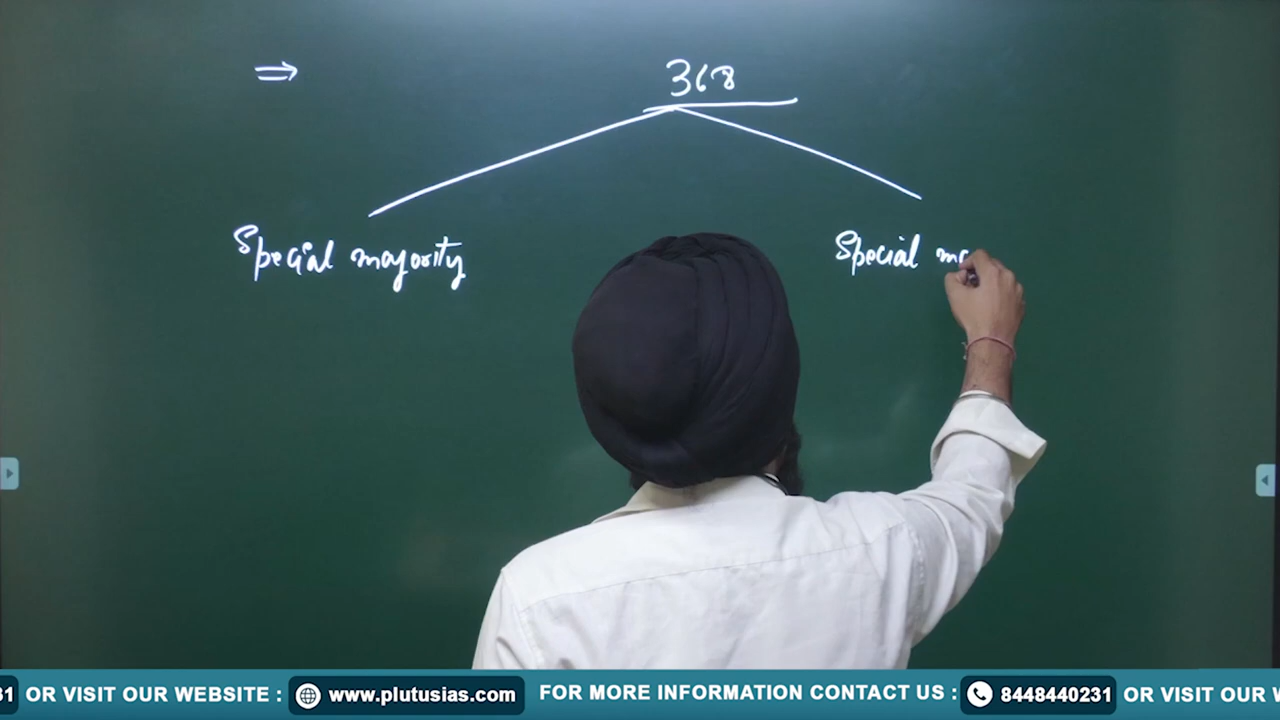 ⇒ 368
Special majority Special
31 OR VISIT OUR WEBSITE : www.plutusias.com FOR MORE INFORMATION CONTACT US : 8448440231 OR VISIT OUR W